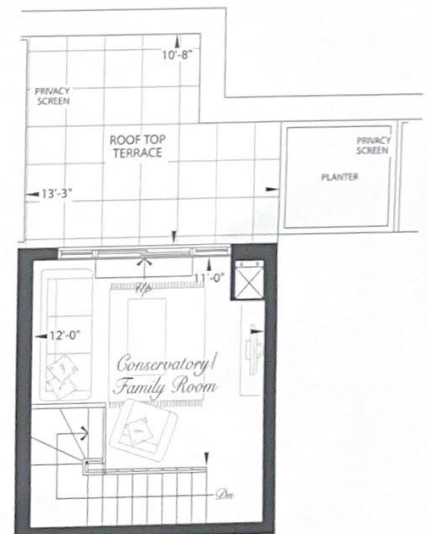 10'-8"
PRIVACY
SCREEN
ROOF TOP
TERRACE
PRIVACY
SCREEN
PLANTER
13'-3"
Up
11'-0"
12'-0"
Conservatory/
Family Room
Dn